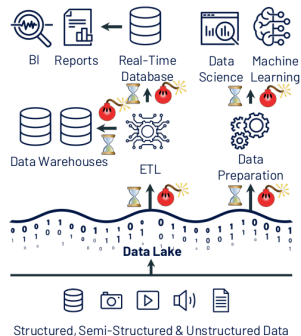 BI
Reports
Real-Time
Database
Data
Science
Machine
Learning
Data Warehouses
ETL
Data
Preparation
Data Lake
Structured, Semi-Structured & Unstructured Data